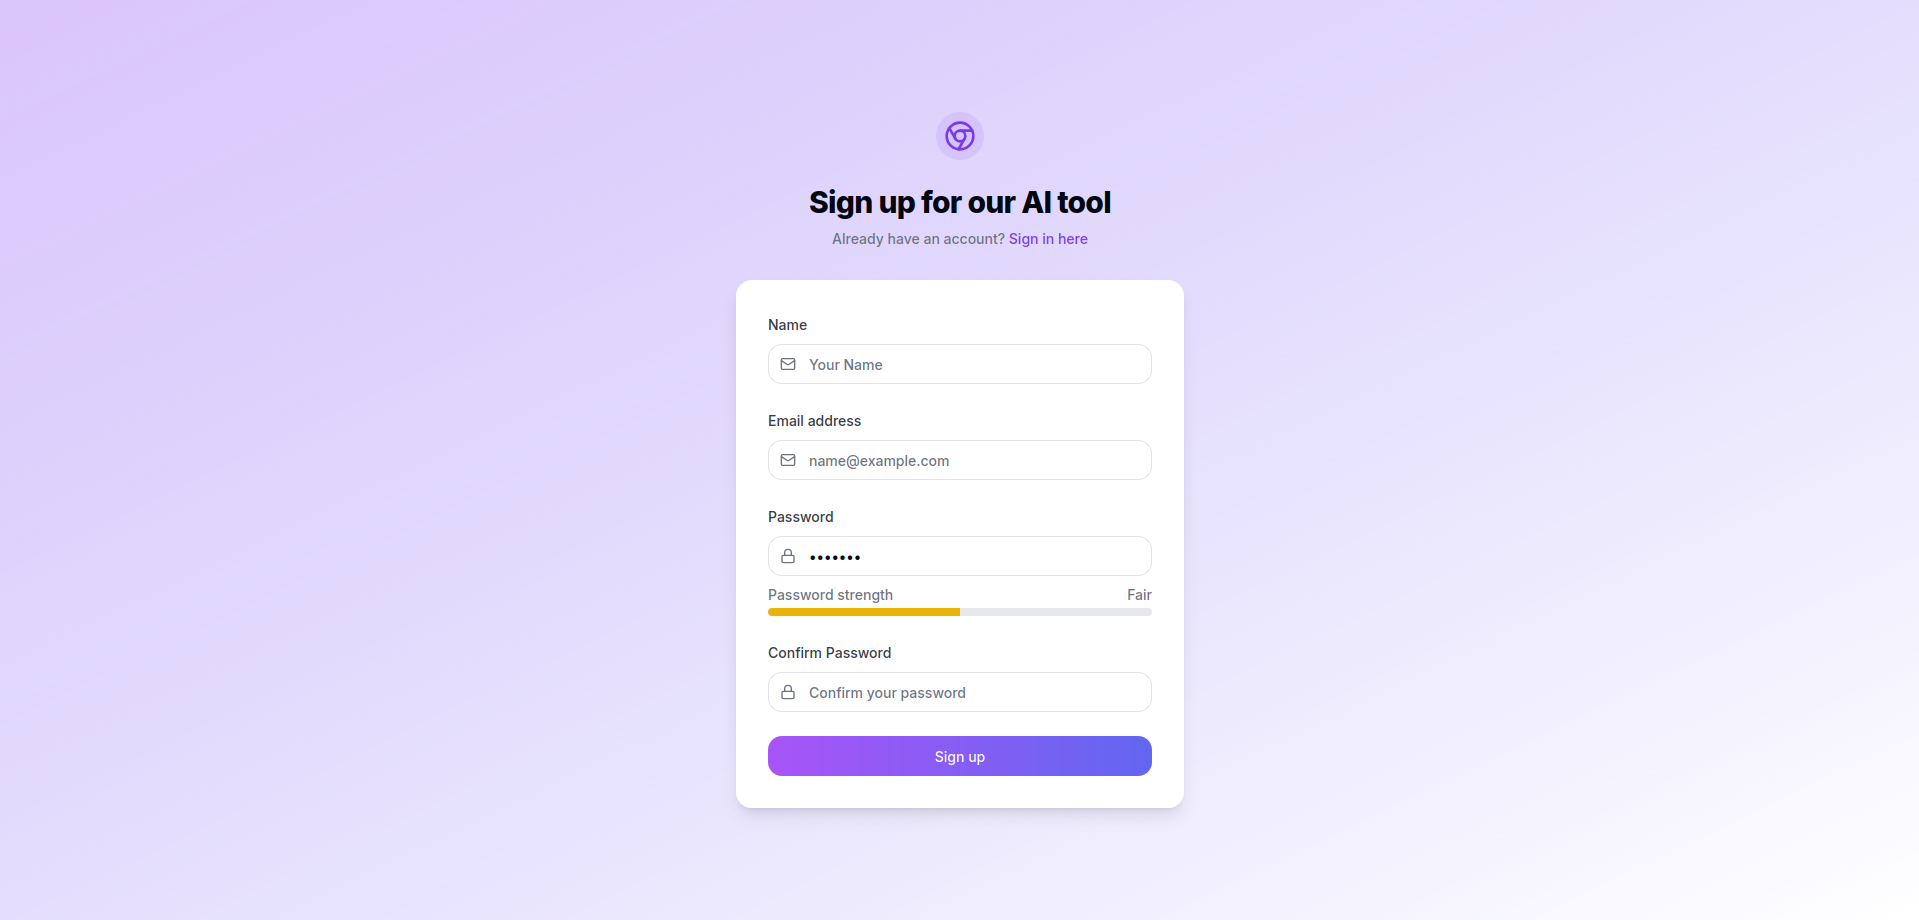 Sign up for our AI tool
Already have an account? Sign in here
Name
Your Name
Email address
name@example.com
Password
•••••••
Password strength Fair
Confirm Password
Confirm your password
Sign up